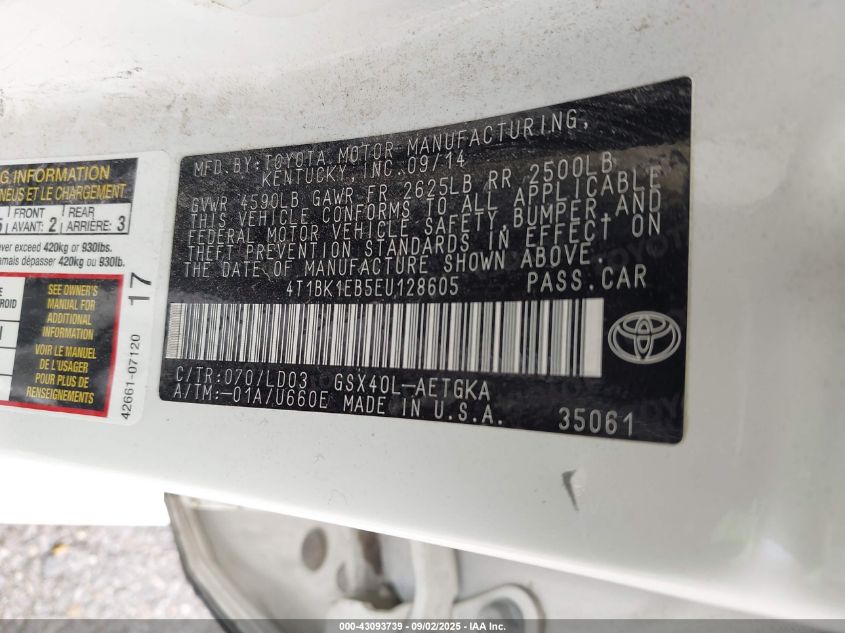 NG INFORMATION
NEUS ET LE CHARGEMENT
5 FRONT AVANT: 2 REAR ARRIÈRE: 3
ever exceed 420kg or 930lbs.
amais dépasser 420kg ou 930lb.
SEE OWNER'S
MANUAL FOR
ADDITIONAL
INFORMATION
VOIR LE MANUEL
DE L'USAGER
POUR PLUS DE
RENSEIGNEMENTS
42661-07120 17
MFD.BY:TOYOTA MOTOR MANUFACTURING,
KENTUCKY, INC.09/14
GVWR 4590LB GAWR FR 2625LB RR 2500LB
THIS VEHICLE CONFORMS TO ALL APPLICABLE
FEDERAL MOTOR VEHICLE SAFETY, BUMPER, AND
THEFT PREVENTION STANDARDS IN EFFECT ON
THE DATE OF MANUFACTURE SHOWN ABOVE.
4T1BK1EB5EU128605 PASS.CAR
C/TR:070/LD03 GSX40L-AETGKA
A/TM:-01A/U660E MADE IN U.S.A.
35061
000-43093739 - 09/02/2025 - IAA Inc.